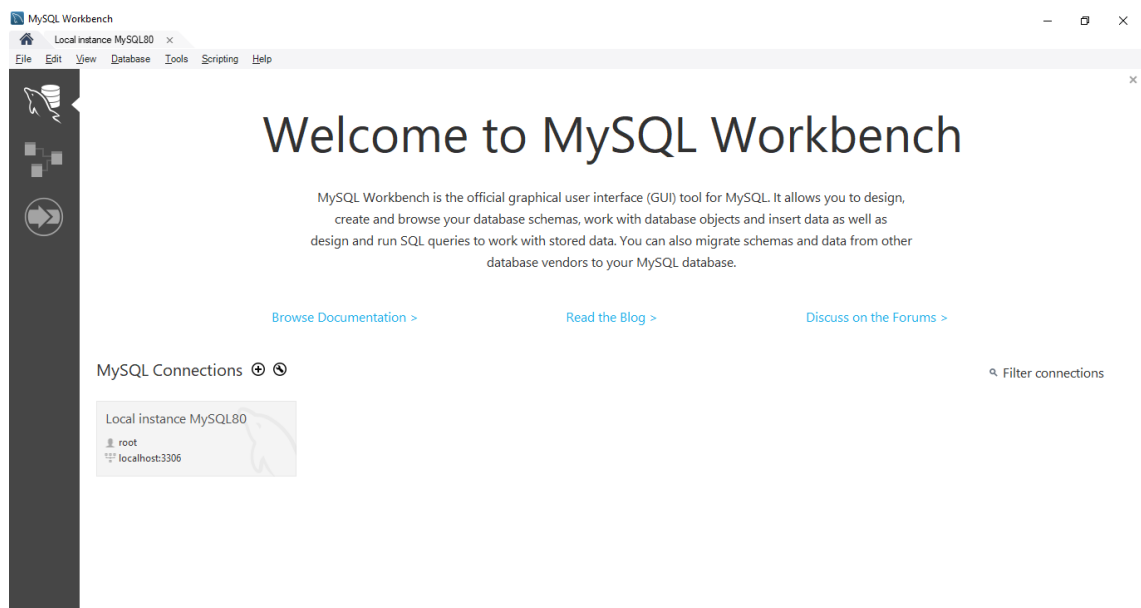 MySQL Workbench
Local instance MySQL80
File Edit View Database Tools Scripting Help
Welcome to MySQL Workbench
MySQL Workbench is the official graphical user interface (GUI) tool for MySQL. It allows you to design,
create and browse your database schemas, work with database objects and insert data as well as
design and run SQL queries to work with stored data. You can also migrate schemas and data from other
database vendors to your MySQL database.
Browse Documentation > Read the Blog > Discuss on the Forums >
MySQL Connections
Filter connections
Local instance MySQL80
root
localhost:3306